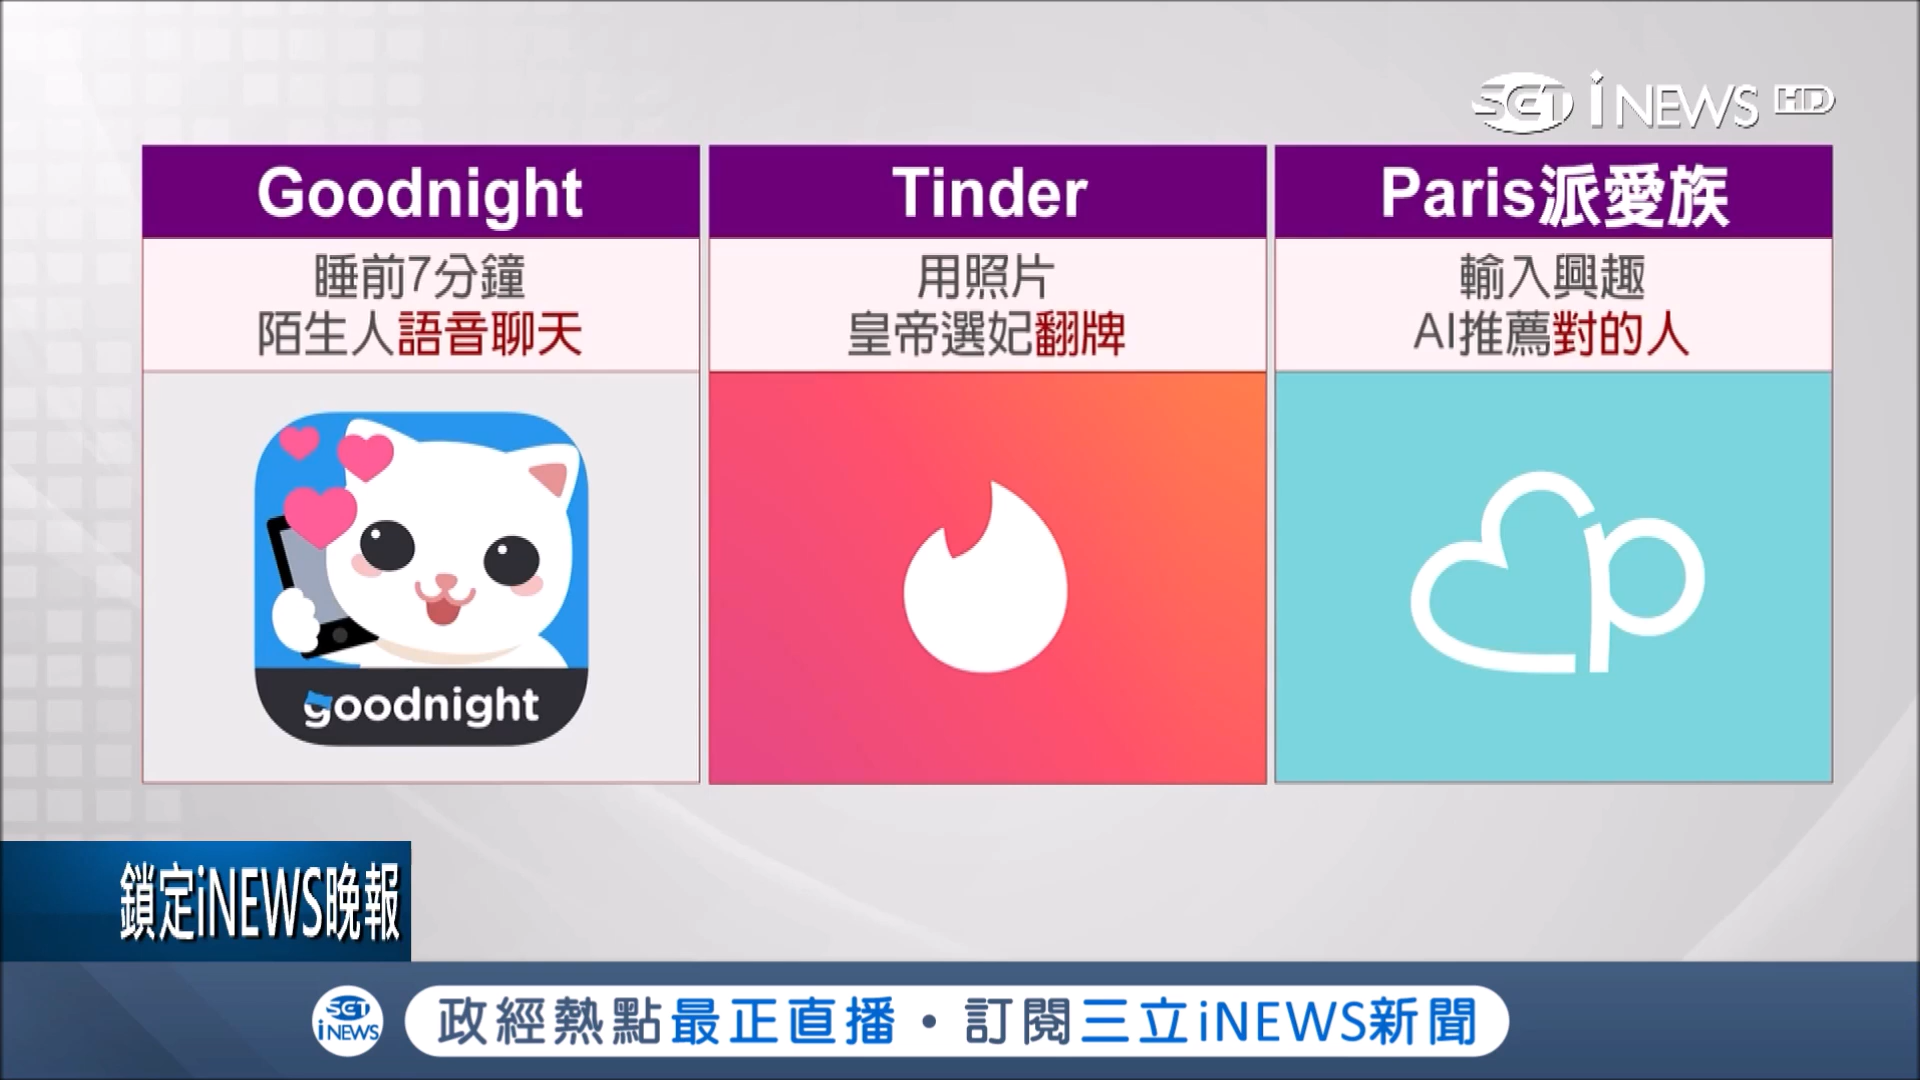 SET iNEWS HD
Goodnight
睡前7分鐘
陌生人語音聊天
goodnight
Tinder
用照片
皇帝選妃翻牌
Paris派愛族
輸入興趣
AI推薦對的人
p
鎖定iNEWS晚報
SET
iNEWS
政經熱點最正直播・訂閱三立iNEWS新聞